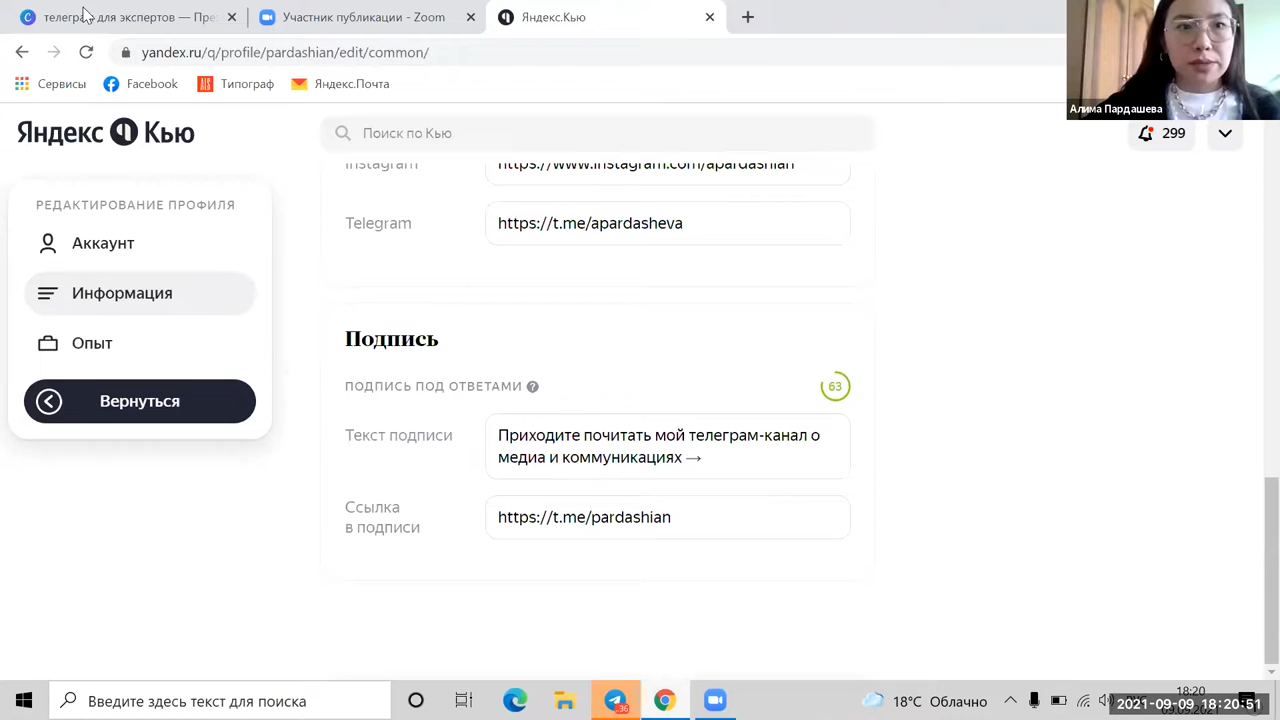 телеграм для экспертов — Пре
Участник публикации - Zoom
Яндекс.Кью
yandex.ru/q/profile/pardashian/edit/common/
Сервисы
Facebook
Типограф
Яндекс.Почта
Алима Пардашева
Яндекс Кью
Поиск по Кью
299
Instagram
https://www.instagram.com/apardashian
РЕДАКТИРОВАНИЕ ПРОФИЛЯ
Аккаунт
Информация
Опыт
Вернуться
Telegram
https://t.me/apardasheva
Подпись
ПОДПИСЬ ПОД ОТВЕТАМИ ?
63
Текст подписи
Приходите почитать мой телеграм-канал о
медиа и коммуникациях →
Ссылка
в подписи
https://t.me/pardashian
Введите здесь текст для поиска
36
18°C Облачно
18:20
2021-09-09 18:20:51